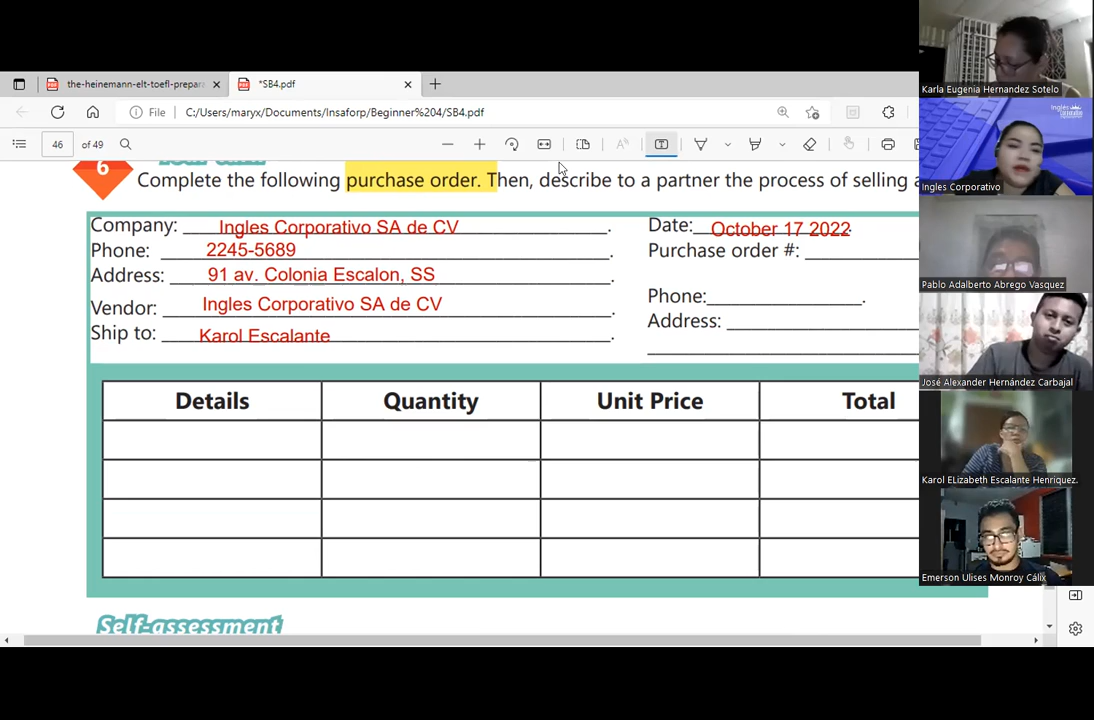 the-heinemann-elt-toefl-prepara
*SB4.pdf
File
C:/Users/maryx/Documents/Insaforp/Beginner%204/SB4.pdf
46
of 49
6
Complete the following purchase order. Then, describe to a partner the process of selling a
Company: Ingles Corporativo SA de CV.
Date: October 17 2022.
Phone: 2245-5689.
Purchase order #:
Address: 91 av. Colonia Escalon, SS.
Phone:.
Vendor: Ingles Corporativo SA de CV.
Address:
Ship to: Karol Escalante.
Details Quantity Unit Price Total
Self-assessment
Karla Eugenia Hernandez Sotelo
Ingles Corporativo
Pablo Adalberto Abrego Vasquez
José Alexander Hernández Carbajal
Karol ELizabeth Escalante Henriquez.
Emerson Ulises Monroy Cálix